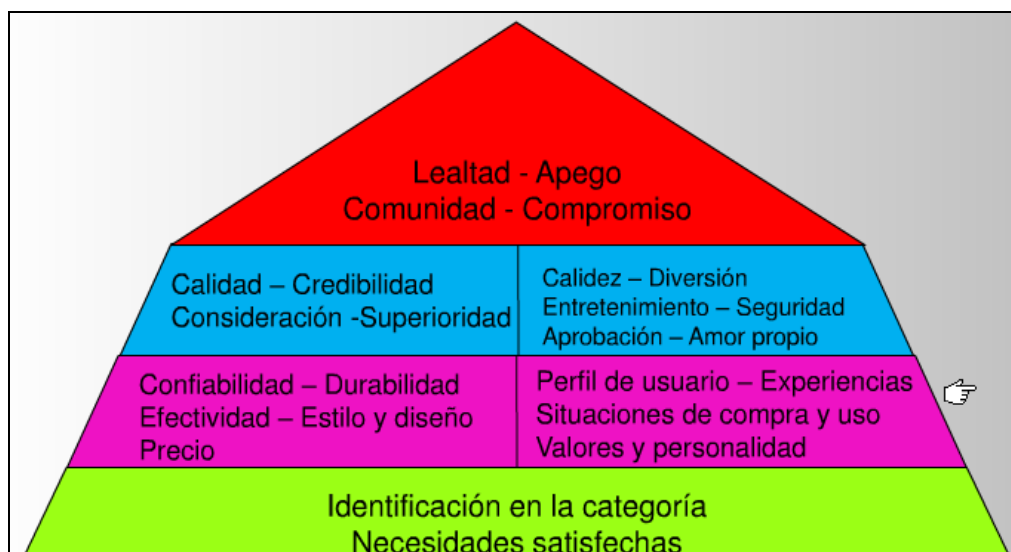 Lealtad - Apego
Comunidad - Compromiso
Calidad – Credibilidad
Consideración -Superioridad
Calidez – Diversión
Entretenimiento – Seguridad
Aprobación – Amor propio
Confiabilidad – Durabilidad
Efectividad – Estilo y diseño
Precio
Perfil de usuario – Experiencias
Situaciones de compra y uso
Valores y personalidad
Identificación en la categoría
Necesidades satisfechas